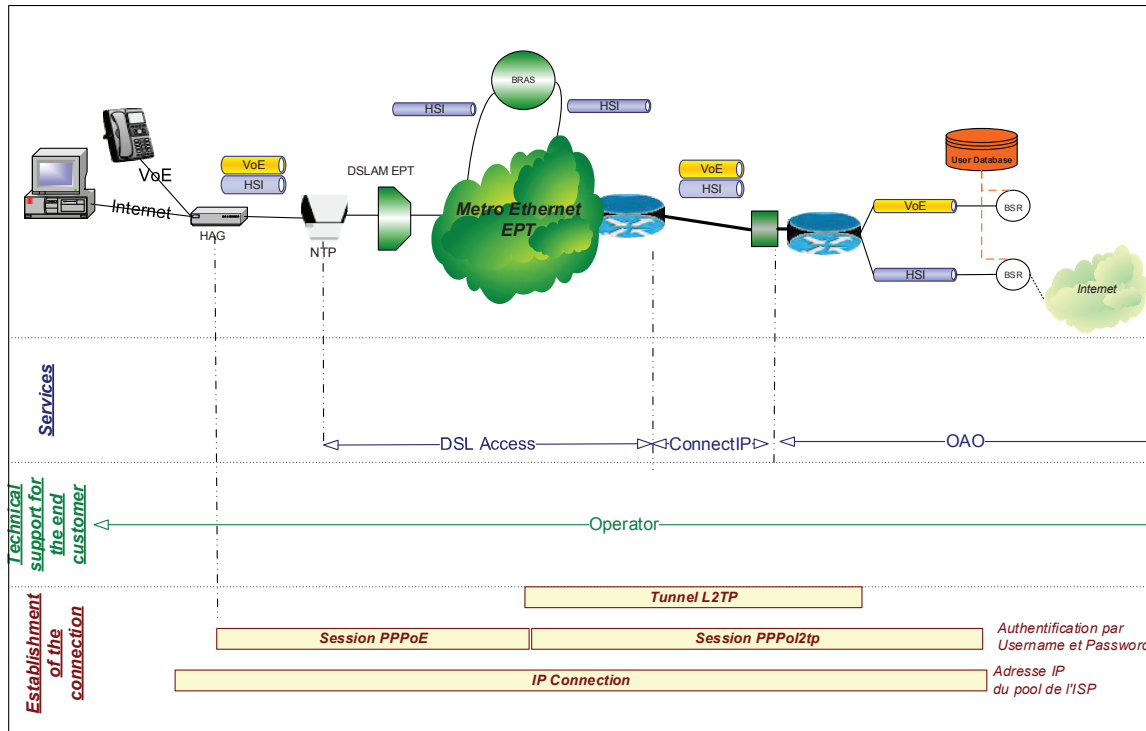 BRAS
HSI
HSI
VoE
Internet
VoE
HSI
HAG
NTP
DSLAM EPT
Metro Ethernet
EPT
VoE
HSI
User Database
VoE
BSR
HSI
BSR
Internet
Services
DSL Access
ConnectIP
OAO
Technical
support for
the end
customer
Operator
Establishment
of the
connection
Tunnel L2TP
Session PPPoE
Session PPPol2tp
Authentification par
Username et Password
IP Connection
Adresse IP
du pool de l'ISP